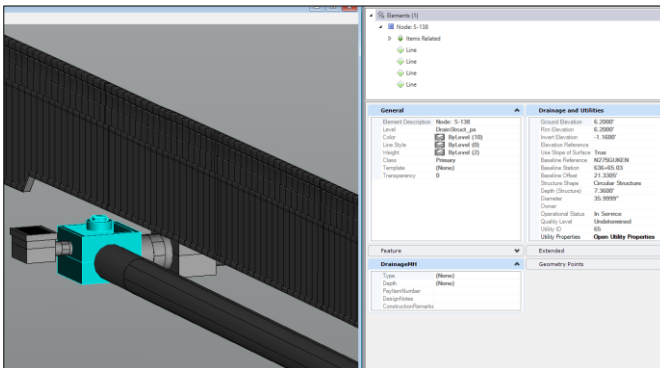 Elements (1)
Node: S-138
Items Related
Line
Line
Line
Line
General
Element Description Node: S-138
Level DrainStruct_ps
Color ByLevel (10)
Line Style ByLevel (0)
Weight ByLevel (2)
Class Primary
Template (None)
Transparency 0
Feature
DrainageMH
Type (None)
Depth (None)
PayItemNumber
DesignNotes
ConstructionRemarks
Drainage and Utilities
Ground Elevation 6.2000'
Rim Elevation 6.2000'
Invert Elevation -1.1600'
Elevation Reference
Use Slope of Surface True
Baseline Reference N275GUKEN
Baseline Station 636+65.03
Baseline Offset 21.3305'
Structure Shape Circular Structure
Depth (Structure) 7.3600'
Diameter 35.9999"
Owner
Operational Status In Service
Quality Level Undetermined
Utility ID 65
Utility Properties Open Utility Properties
Extended
Geometry Points